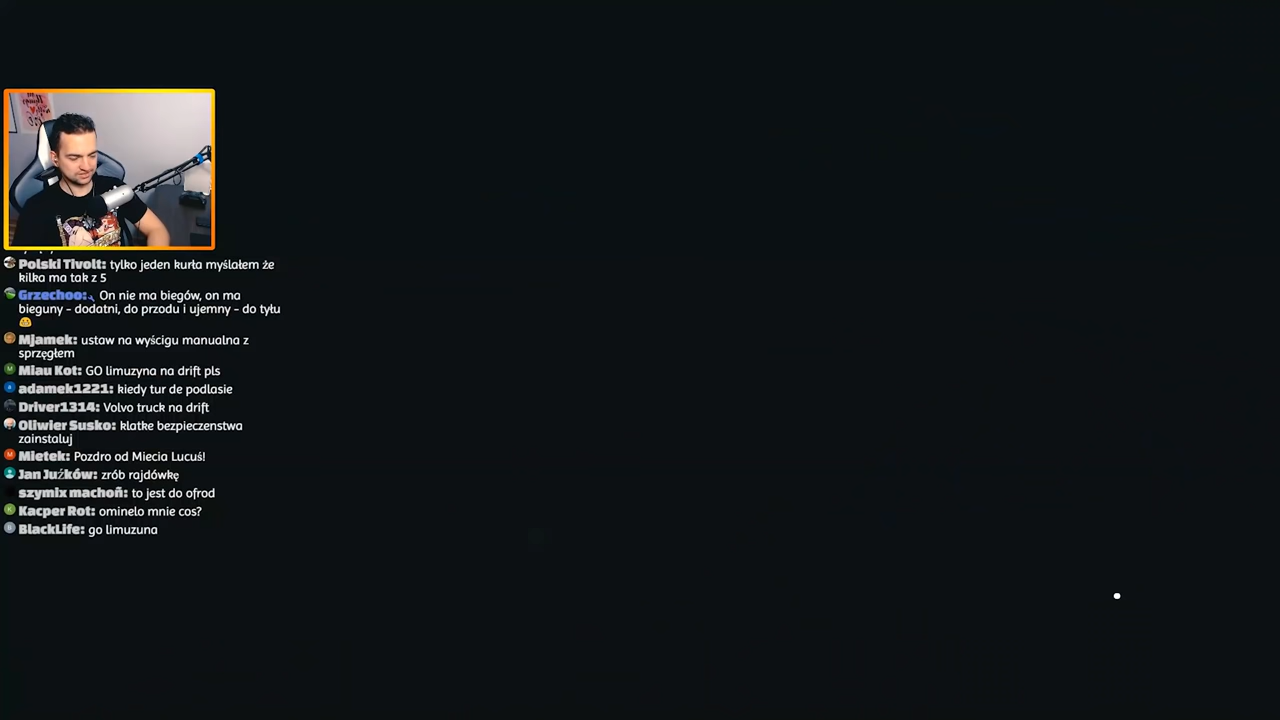 Polski Tivolt: tylko jeden kurła myślałem że
kilka ma tak z 5
Grzechoo: On nie ma biegów, on ma
bieguny - dodatni, do przodu i ujemny - do tyłu
Mjamek: ustaw na wyścigu manualna z
sprzęgłem
Miau Kot: GO limuzyna na drift pls
adamek1221: kiedy tur de podlasie
Driver1314: Volvo truck na drift
Oliwier Susko: klatke bezpieczenstwa
zainstaluj
Mietek: Pozdro od Miecia Lucuś!
Jan Juźków: zrób rajdówkę
szymix machoń: to jest do ofrod
Kacper Rot: ominelo mnie cos?
BlackLife: go limuzuna